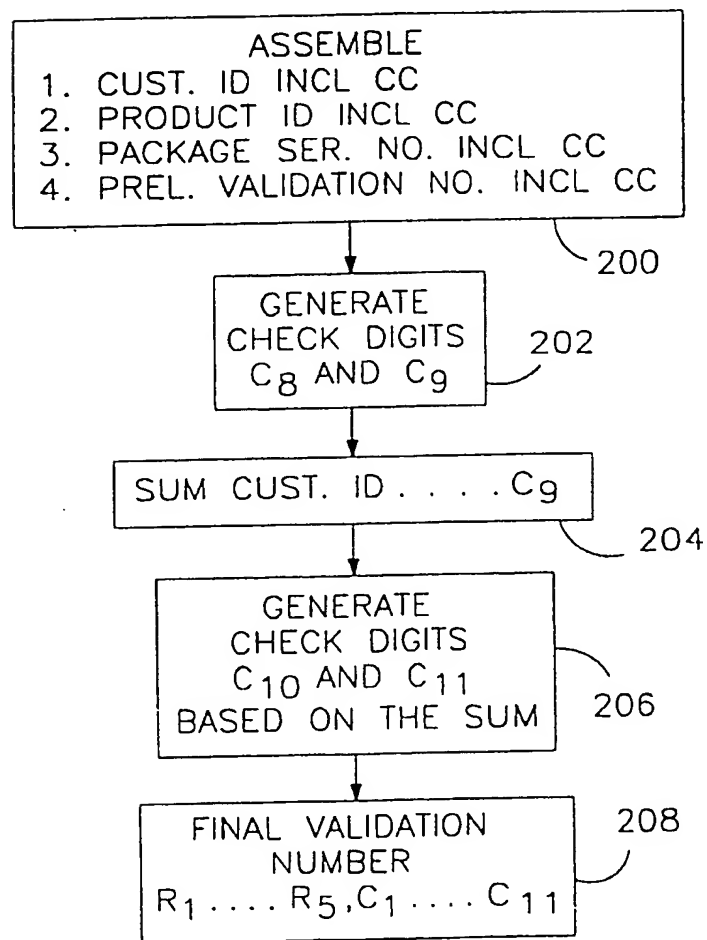 ASSEMBLE
1. CUST. ID INCL CC
2. PRODUCT ID INCL CC
3. PACKAGE SER. NO. INCL CC
4. PREL. VALIDATION NO. INCL CC
200
GENERATE
CHECK DIGITS
C8 AND C9
202
SUM CUST. ID . . . . C9
204
GENERATE
CHECK DIGITS
C10 AND C11
BASED ON THE SUM
206
FINAL VALIDATION
NUMBER
R1 .... R5,C1 .... C11
208